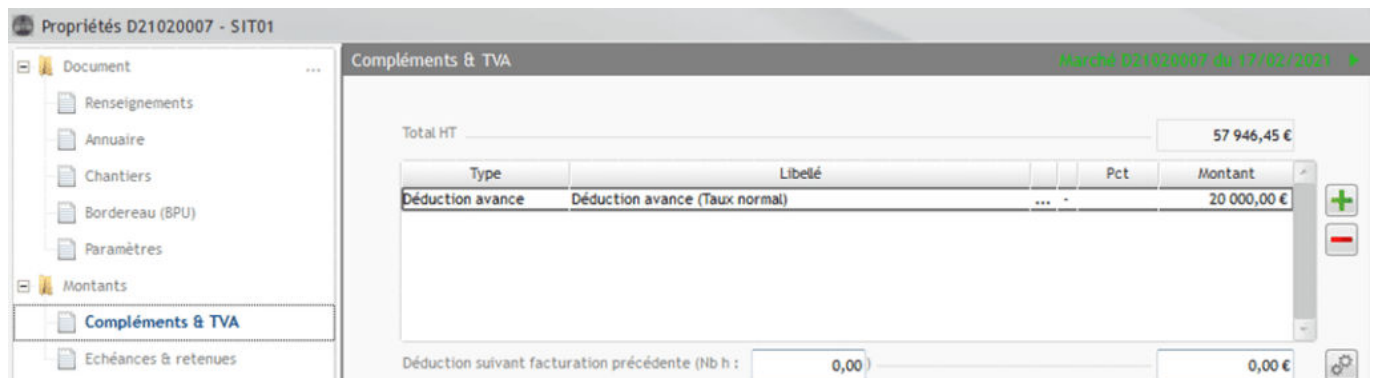 Propriétés D21020007 - SIT01
Document ...
Renseignements
Annuaire
Chantiers
Bordereau (BPU)
Paramètres
Montants
Compléments & TVA
Echéances & retenues
Compléments & TVA Marché D21020007 du 17/02/2021
Total HT 57 946,45 €
Type Libellé Pct Montant
Déduction avance Déduction avance (Taux normal) ... - 20 000,00 €
Déduction suivant facturation précédente (Nb h : 0,00 ) 0,00 €